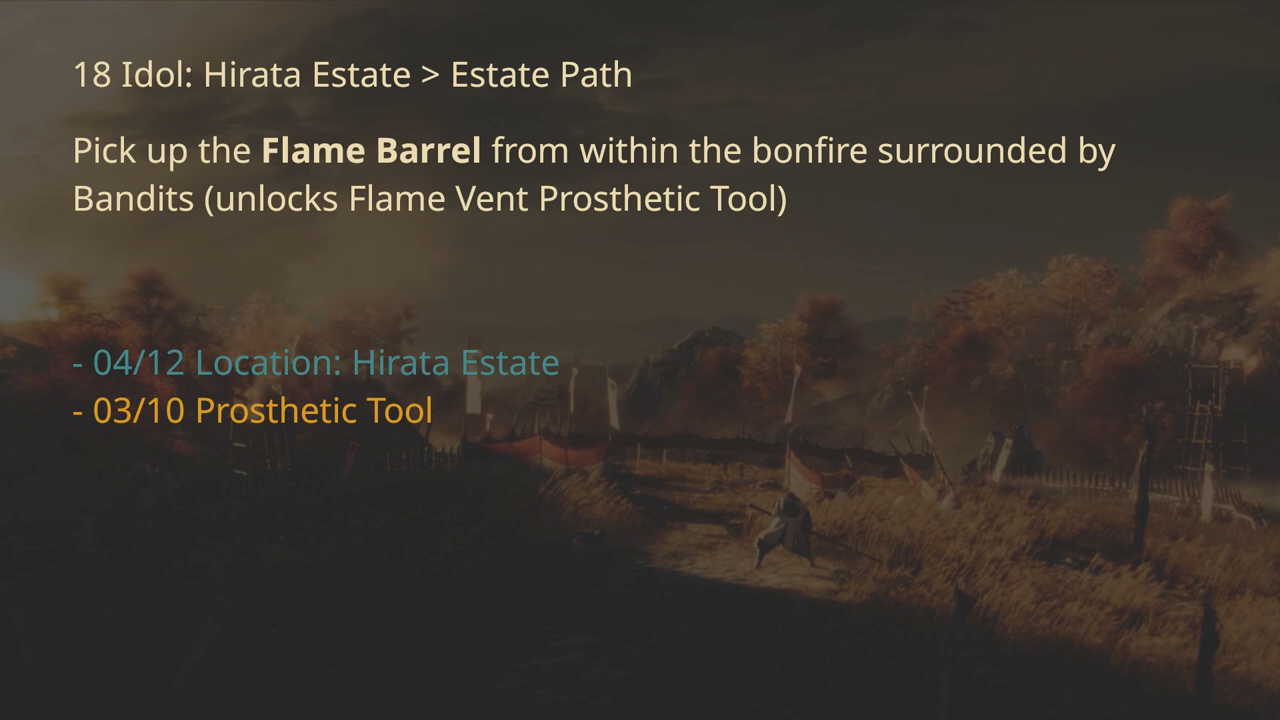 18 Idol: Hirata Estate > Estate Path
Pick up the Flame Barrel from within the bonfire surrounded by
Bandits (unlocks Flame Vent Prosthetic Tool)
- 04/12 Location: Hirata Estate
- 03/10 Prosthetic Tool